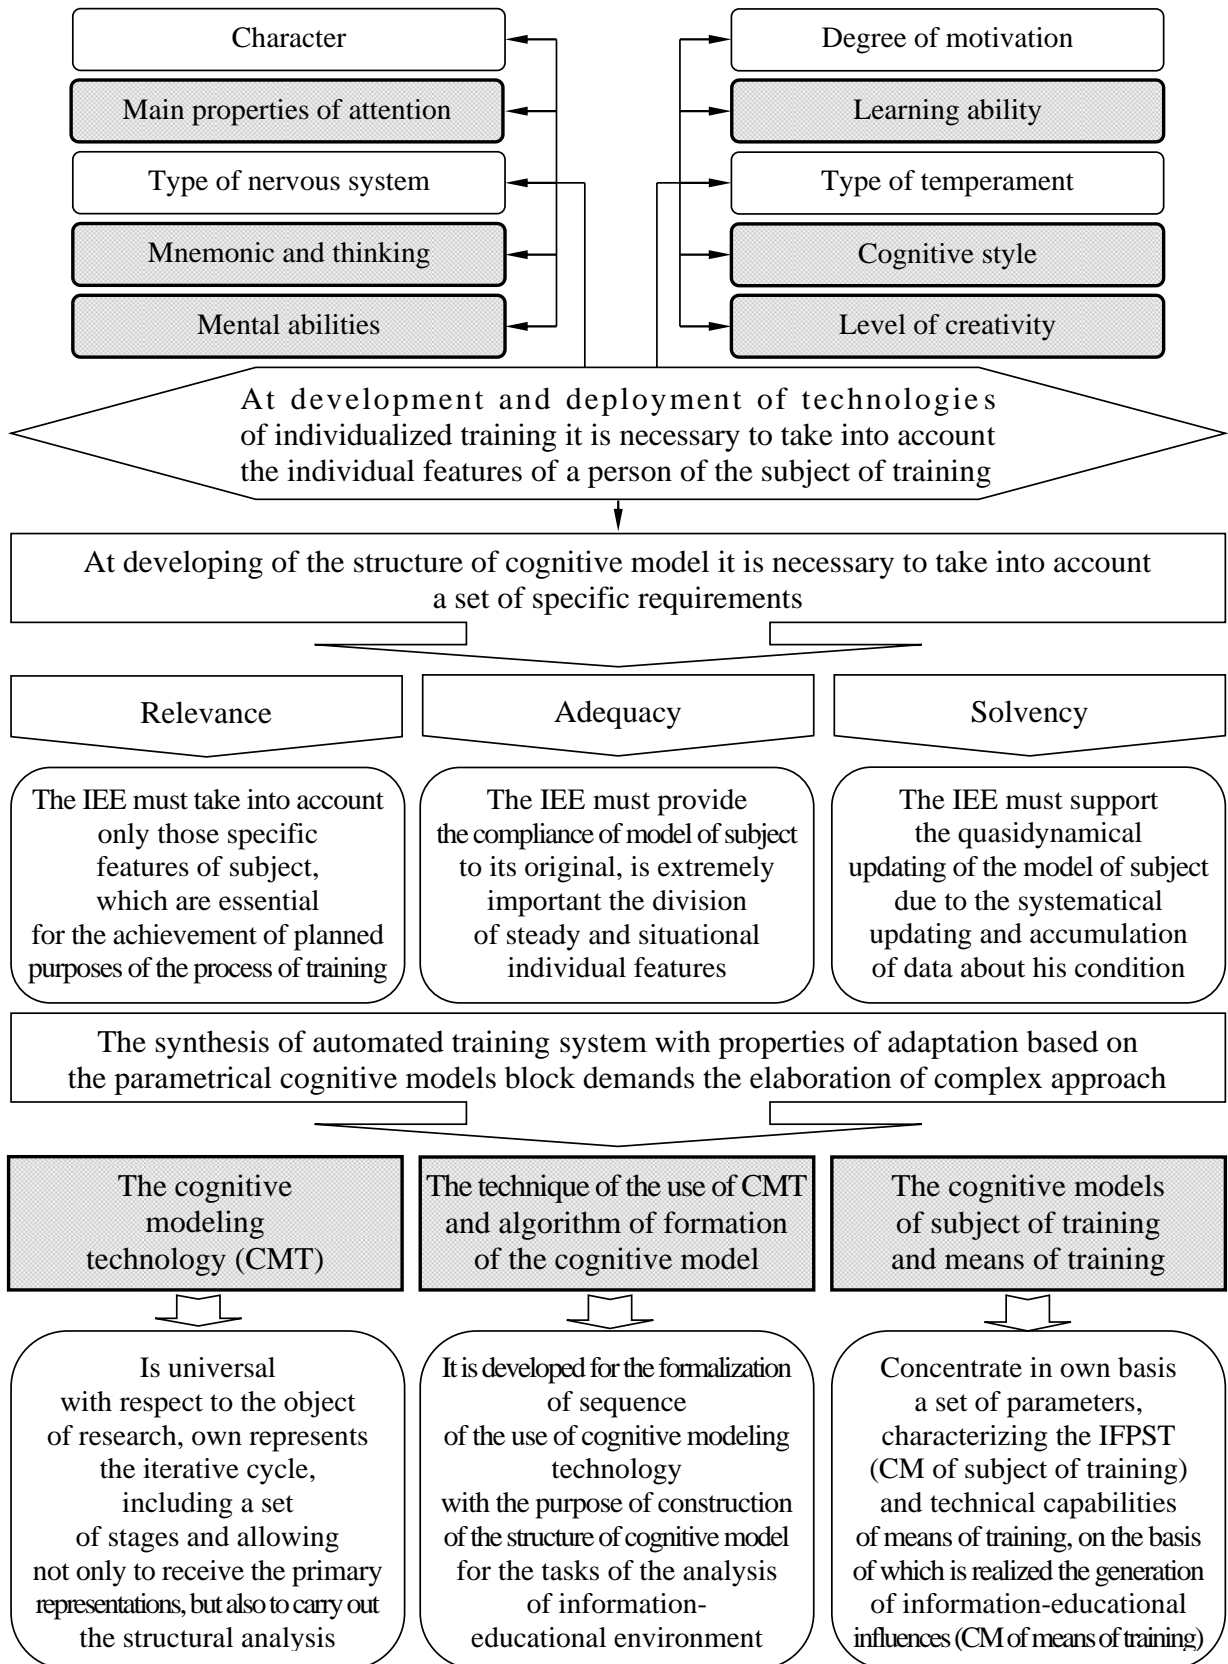 Character
Main properties of attention
Type of nervous system
Mnemonic and thinking
Mental abilities
Degree of motivation
Learning ability
Type of temperament
Cognitive style
Level of creativity
At development and deployment of technologies
of individualized training it is necessary to take into account
the individual features of a person of the subject of training
At developing of the structure of cognitive model it is necessary to take into account
a set of specific requirements
Relevance
Adequacy
Solvency
The IEE must take into account
only those specific
features of subject,
which are essential
for the achievement of planned
purposes of the process of training
The IEE must provide
the compliance of model of subject
to its original, is extremely
important the division
of steady and situational
individual features
The IEE must support
the quasidynamical
updating of the model of subject
due to the systematical
updating and accumulation
of data about his condition
The synthesis of automated training system with properties of adaptation based on
the parametrical cognitive models block demands the elaboration of complex approach
The cognitive
modeling
technology (CMT)
The technique of the use of CMT
and algorithm of formation
of the cognitive model
The cognitive models
of subject of training
and means of training
Is universal
with respect to the object
of research, own represents
the iterative cycle,
including a set
of stages and allowing
not only to receive the primary
representations, but also to carry out
the structural analysis
It is developed for the formalization
of sequence
of the use of cognitive modeling
technology
with the purpose of construction
of the structure of cognitive model
for the tasks of the analysis
of information-
educational environment
Concentrate in own basis
a set of parameters,
characterizing the IFPST
(CM of subject of training)
and technical capabilities
of means of training, on the basis
of which is realized the generation
of information-educational
influences (CM of means of training)